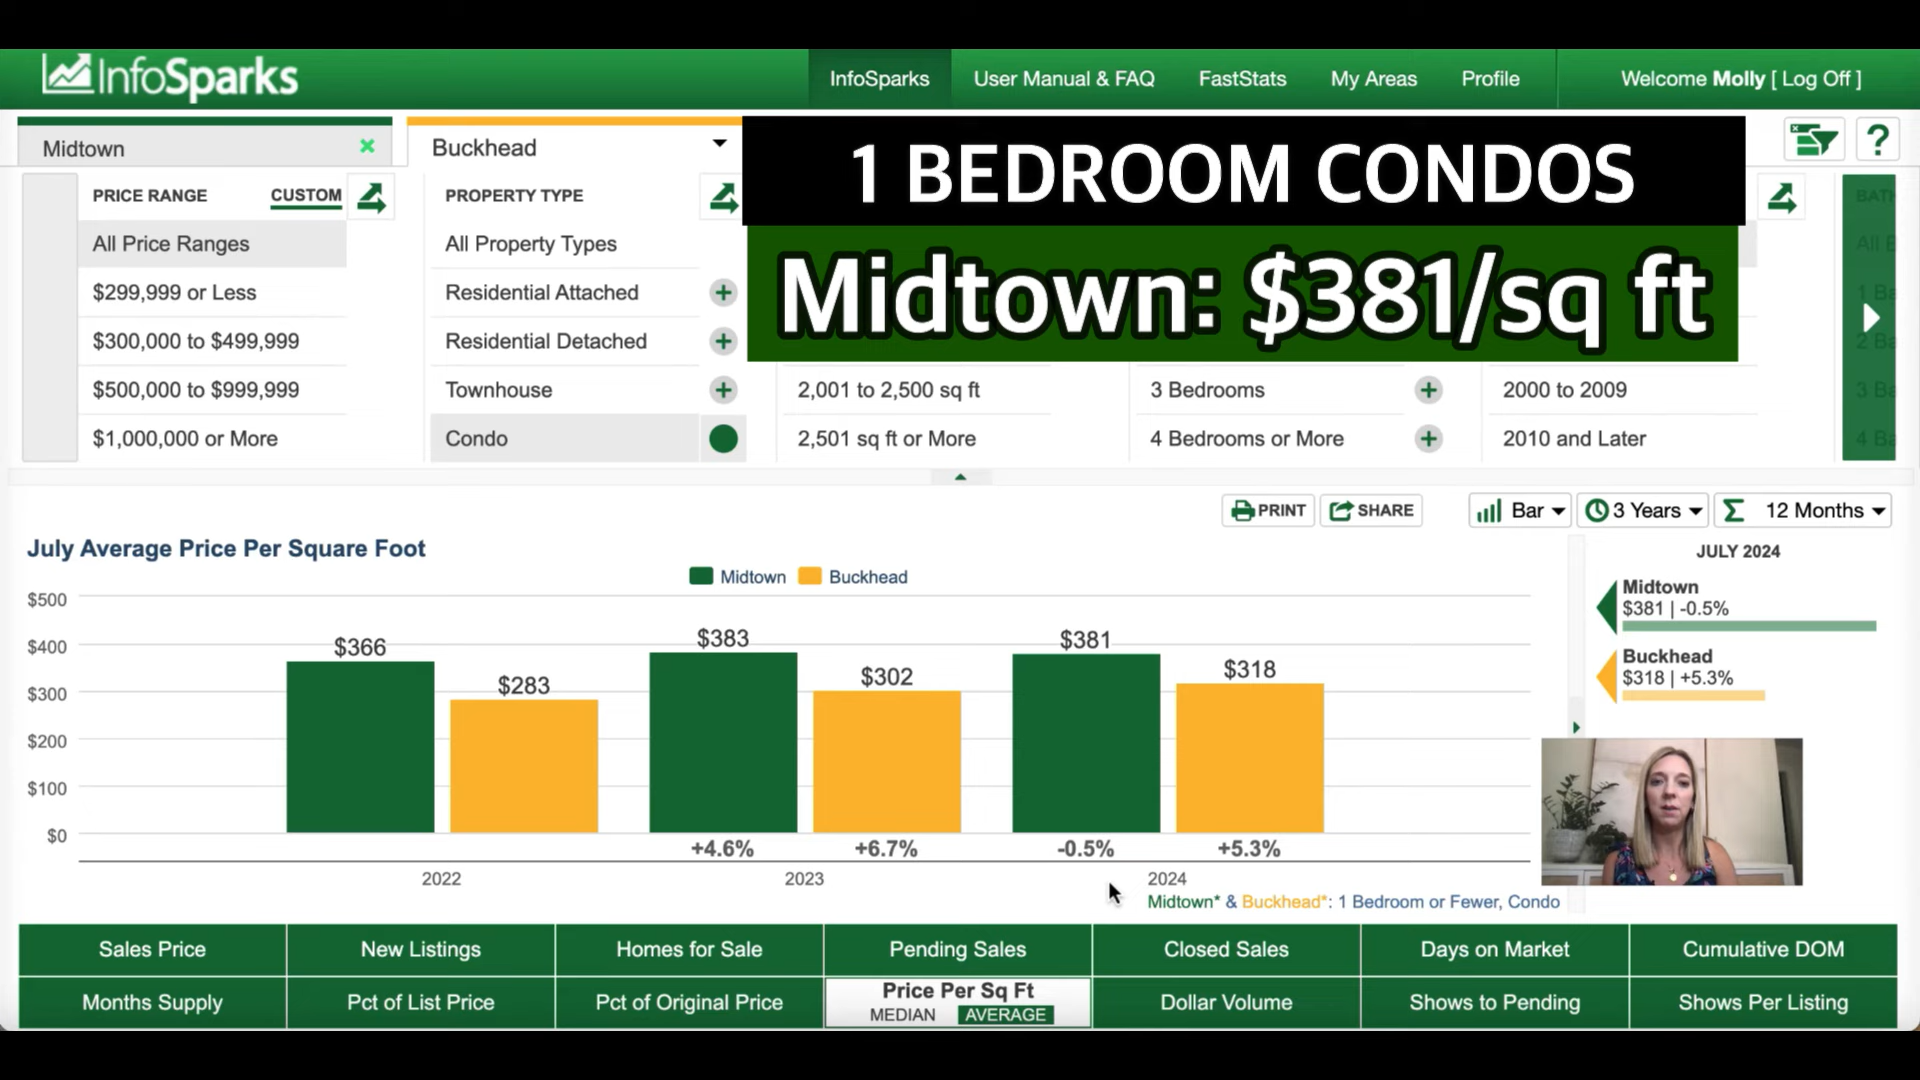 InfoSparks
InfoSparks
User Manual & FAQ
FastStats
My Areas
Profile
Welcome Molly [ Log Off ]
Midtown
Buckhead
1 BEDROOM CONDOS
Midtown: $381/sq ft
?
PRICE RANGE
CUSTOM
All Price Ranges
$299,999 or Less
$300,000 to $499,999
$500,000 to $999,999
$1,000,000 or More
PROPERTY TYPE
All Property Types
Residential Attached
Residential Detached
Townhouse
Condo
2,001 to 2,500 sq ft
2,501 sq ft or More
3 Bedrooms
4 Bedrooms or More
2000 to 2009
2010 and Later
PRINT
SHARE
Bar
3 Years
12 Months
July Average Price Per Square Foot
Midtown
Buckhead
$500
$400
$300
$200
$100
$0
$366
$283
$383
$302
$381
$318
+4.6%
+6.7%
-0.5%
+5.3%
2022
2023
2024
Midtown* & Buckhead*: 1 Bedroom or Fewer, Condo
JULY 2024
Midtown
$381 | -0.5%
Buckhead
$318 | +5.3%
Sales Price
New Listings
Homes for Sale
Pending Sales
Closed Sales
Days on Market
Cumulative DOM
Months Supply
Pct of List Price
Pct of Original Price
Price Per Sq Ft
MEDIAN AVERAGE
Dollar Volume
Shows to Pending
Shows Per Listing